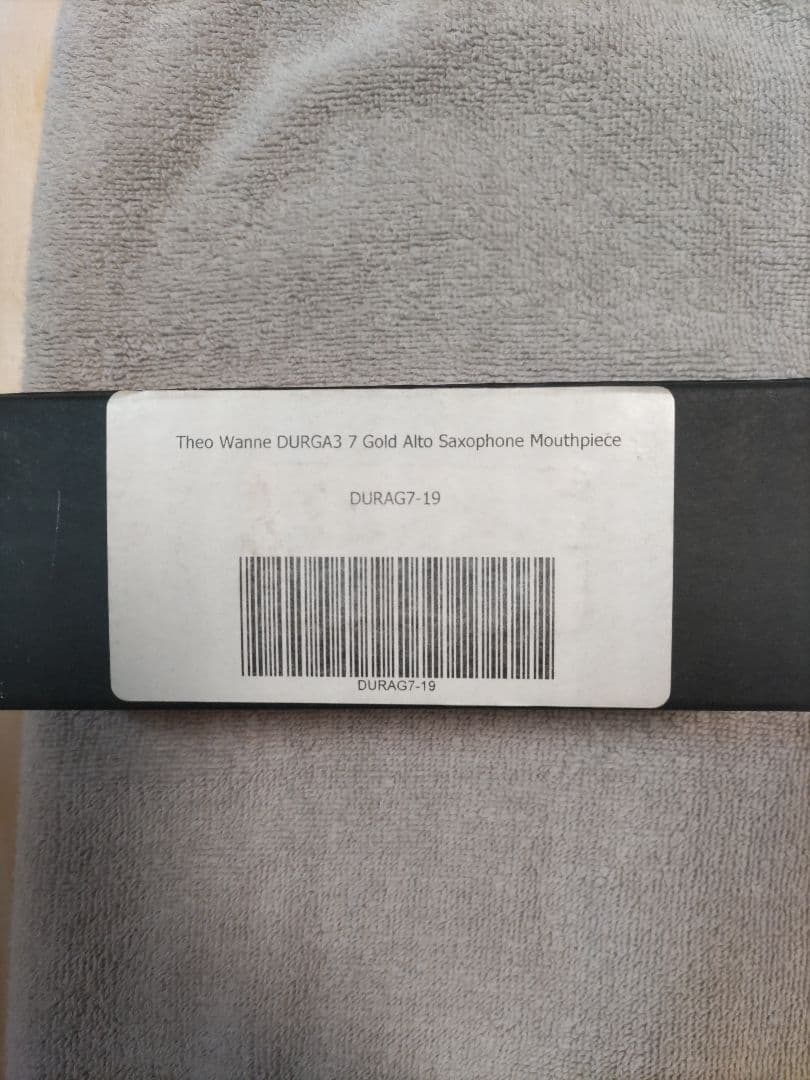 Theo Wanne DURGA3 7 Gold Alto Saxophone Mouthpiece
DURAG7-19
DURAG7-19